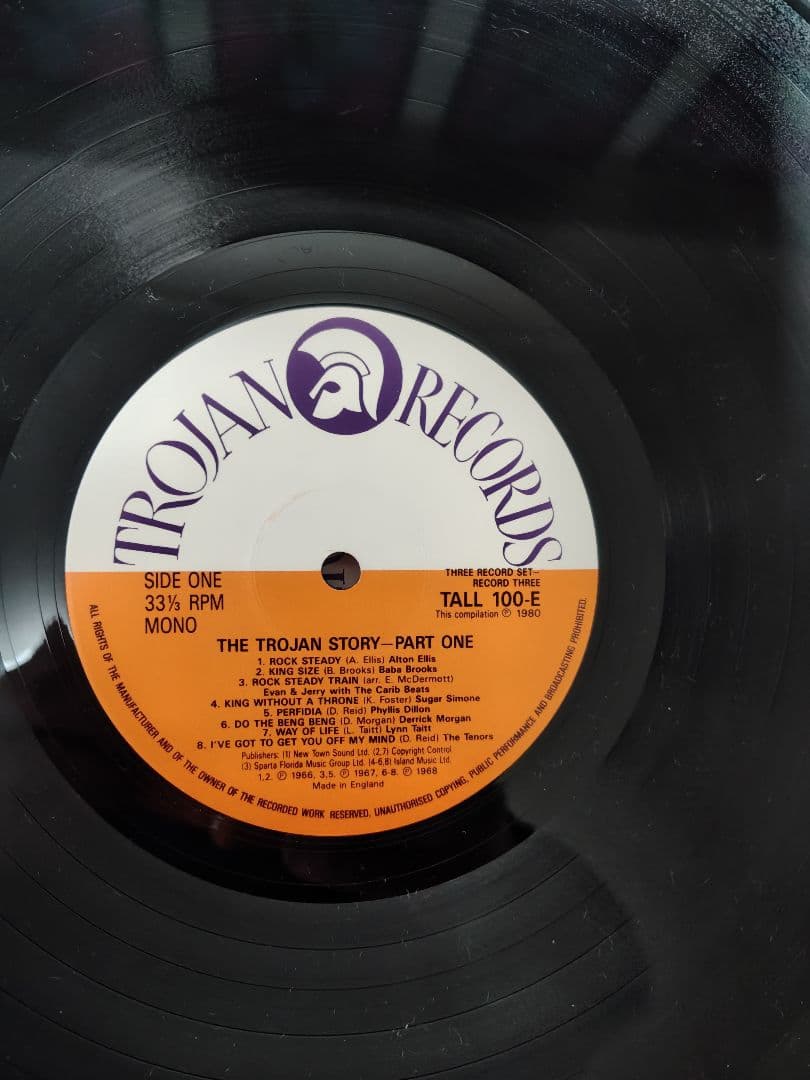 TROJAN RECORDS
SIDE ONE
33⅓ RPM
MONO
THREE RECORD SET—
RECORD THREE
TALL 100-E
This compilation ℗ 1980
THE TROJAN STORY—PART ONE
1. ROCK STEADY (A. Ellis) Alton Ellis
2. KING SIZE (B. Brooks) Baba Brooks
3. ROCK STEADY TRAIN (arr. E. McDermott)
Evan & Jerry with The Carib Beats
4. KING WITHOUT A THRONE (K. Foster) Sugar Simone
5. PERFIDIA (D. Reid) Phyllis Dillon
6. DO THE BENG BENG (D. Morgan) Derrick Morgan
7. WAY OF LIFE (L. Taitt) Lynn Taitt
8. I'VE GOT TO GET YOU OFF MY MIND (D. Reid) The Tenors
Publishers: (1) New Town Sound Ltd. (2,7) Copyright Control
(3) Sparta Florida Music Group Ltd. (4-6,8) Island Music Ltd.
1,2. ℗ 1966, 3,5. ℗ 1967, 6-8. ℗ 1968
Made in England
ALL RIGHTS OF THE MANUFACTURER AND OF THE OWNER OF THE RECORDED WORK RESERVED. UNAUTHORISED COPYING, PUBLIC PERFORMANCE AND BROADCASTING PROHIBITED.